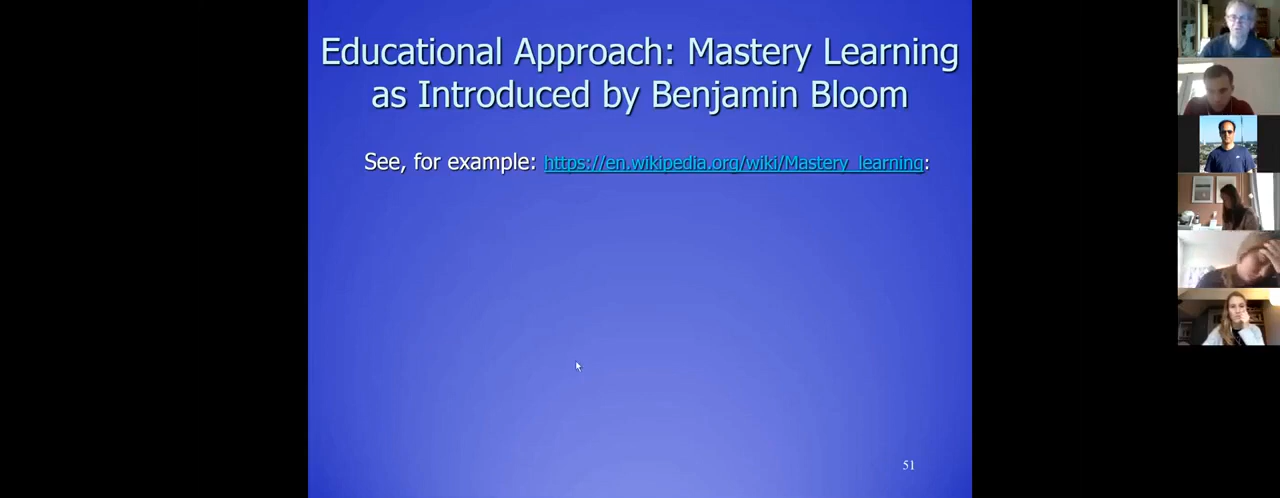 Educational Approach: Mastery Learning
as Introduced by Benjamin Bloom
See, for example: https://en.wikipedia.org/wiki/Mastery_learning:
51